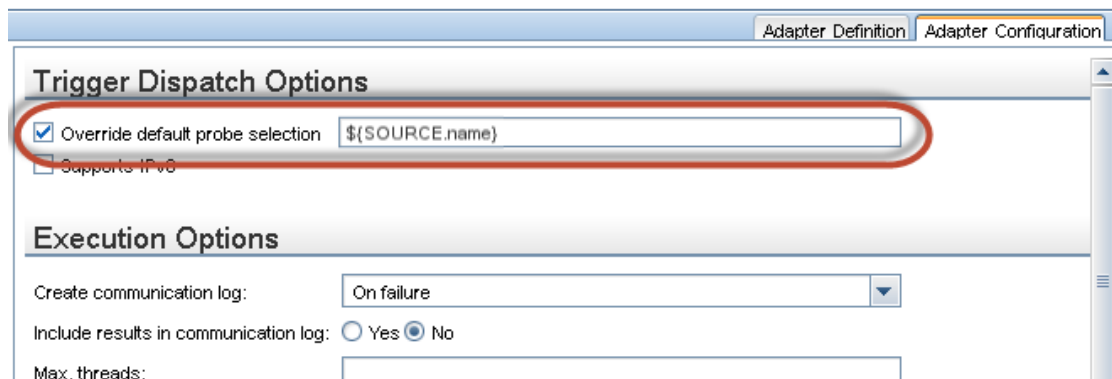 Adapter Definition Adapter Configuration
Trigger Dispatch Options
Override default probe selection ${SOURCE.name}
Supports IPv6
Execution Options
Create communication log: On failure
Include results in communication log: Yes No
Max. threads: